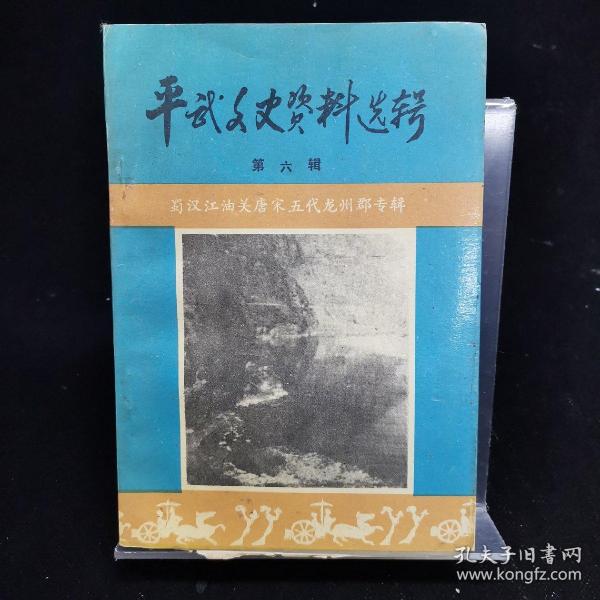 平武文史资料选辑
第六辑
蜀汉江油关唐宋五代龙州郡专辑
孔夫子旧书网
www.kongfz.com